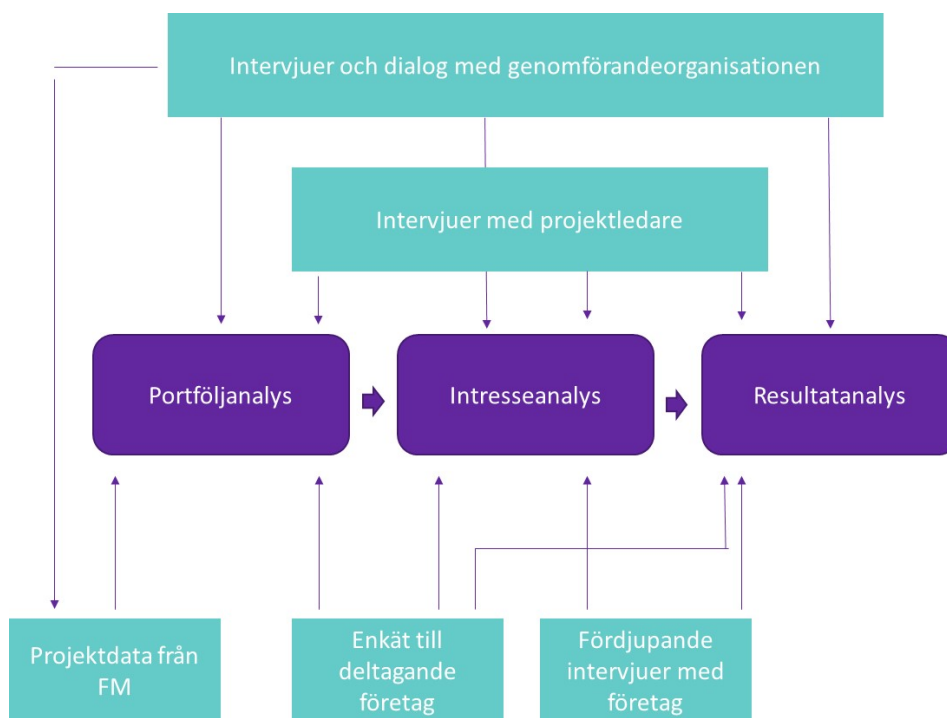 Intervjuer och dialog med genomförandeorganisationen
Intervjuer med projektledare
Portföljanalys
Intresseanalys
Resultatanalys
Projektdata från
FM
Enkät till
deltagande
företag
Fördjupande
intervjuer med
företag